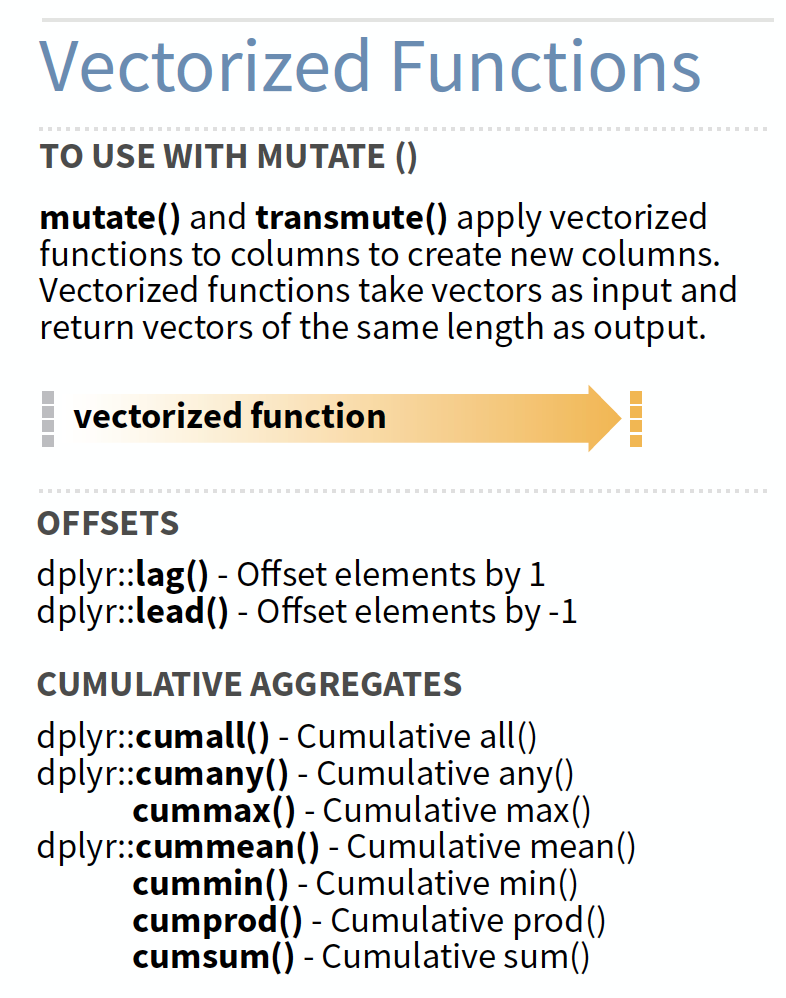 Vectorized Functions
TO USE WITH MUTATE ()
mutate() and transmute() apply vectorized
functions to columns to create new columns.
Vectorized functions take vectors as input and
return vectors of the same length as output.
vectorized function
OFFSETS
dplyr::lag() - Offset elements by 1
dplyr::lead() - Offset elements by -1
CUMULATIVE AGGREGATES
dplyr::cumall() - Cumulative all()
dplyr::cumany() - Cumulative any()
cummax() - Cumulative max()
dplyr::cummean() - Cumulative mean()
cummin() - Cumulative min()
cumprod() - Cumulative prod()
cumsum() - Cumulative sum()